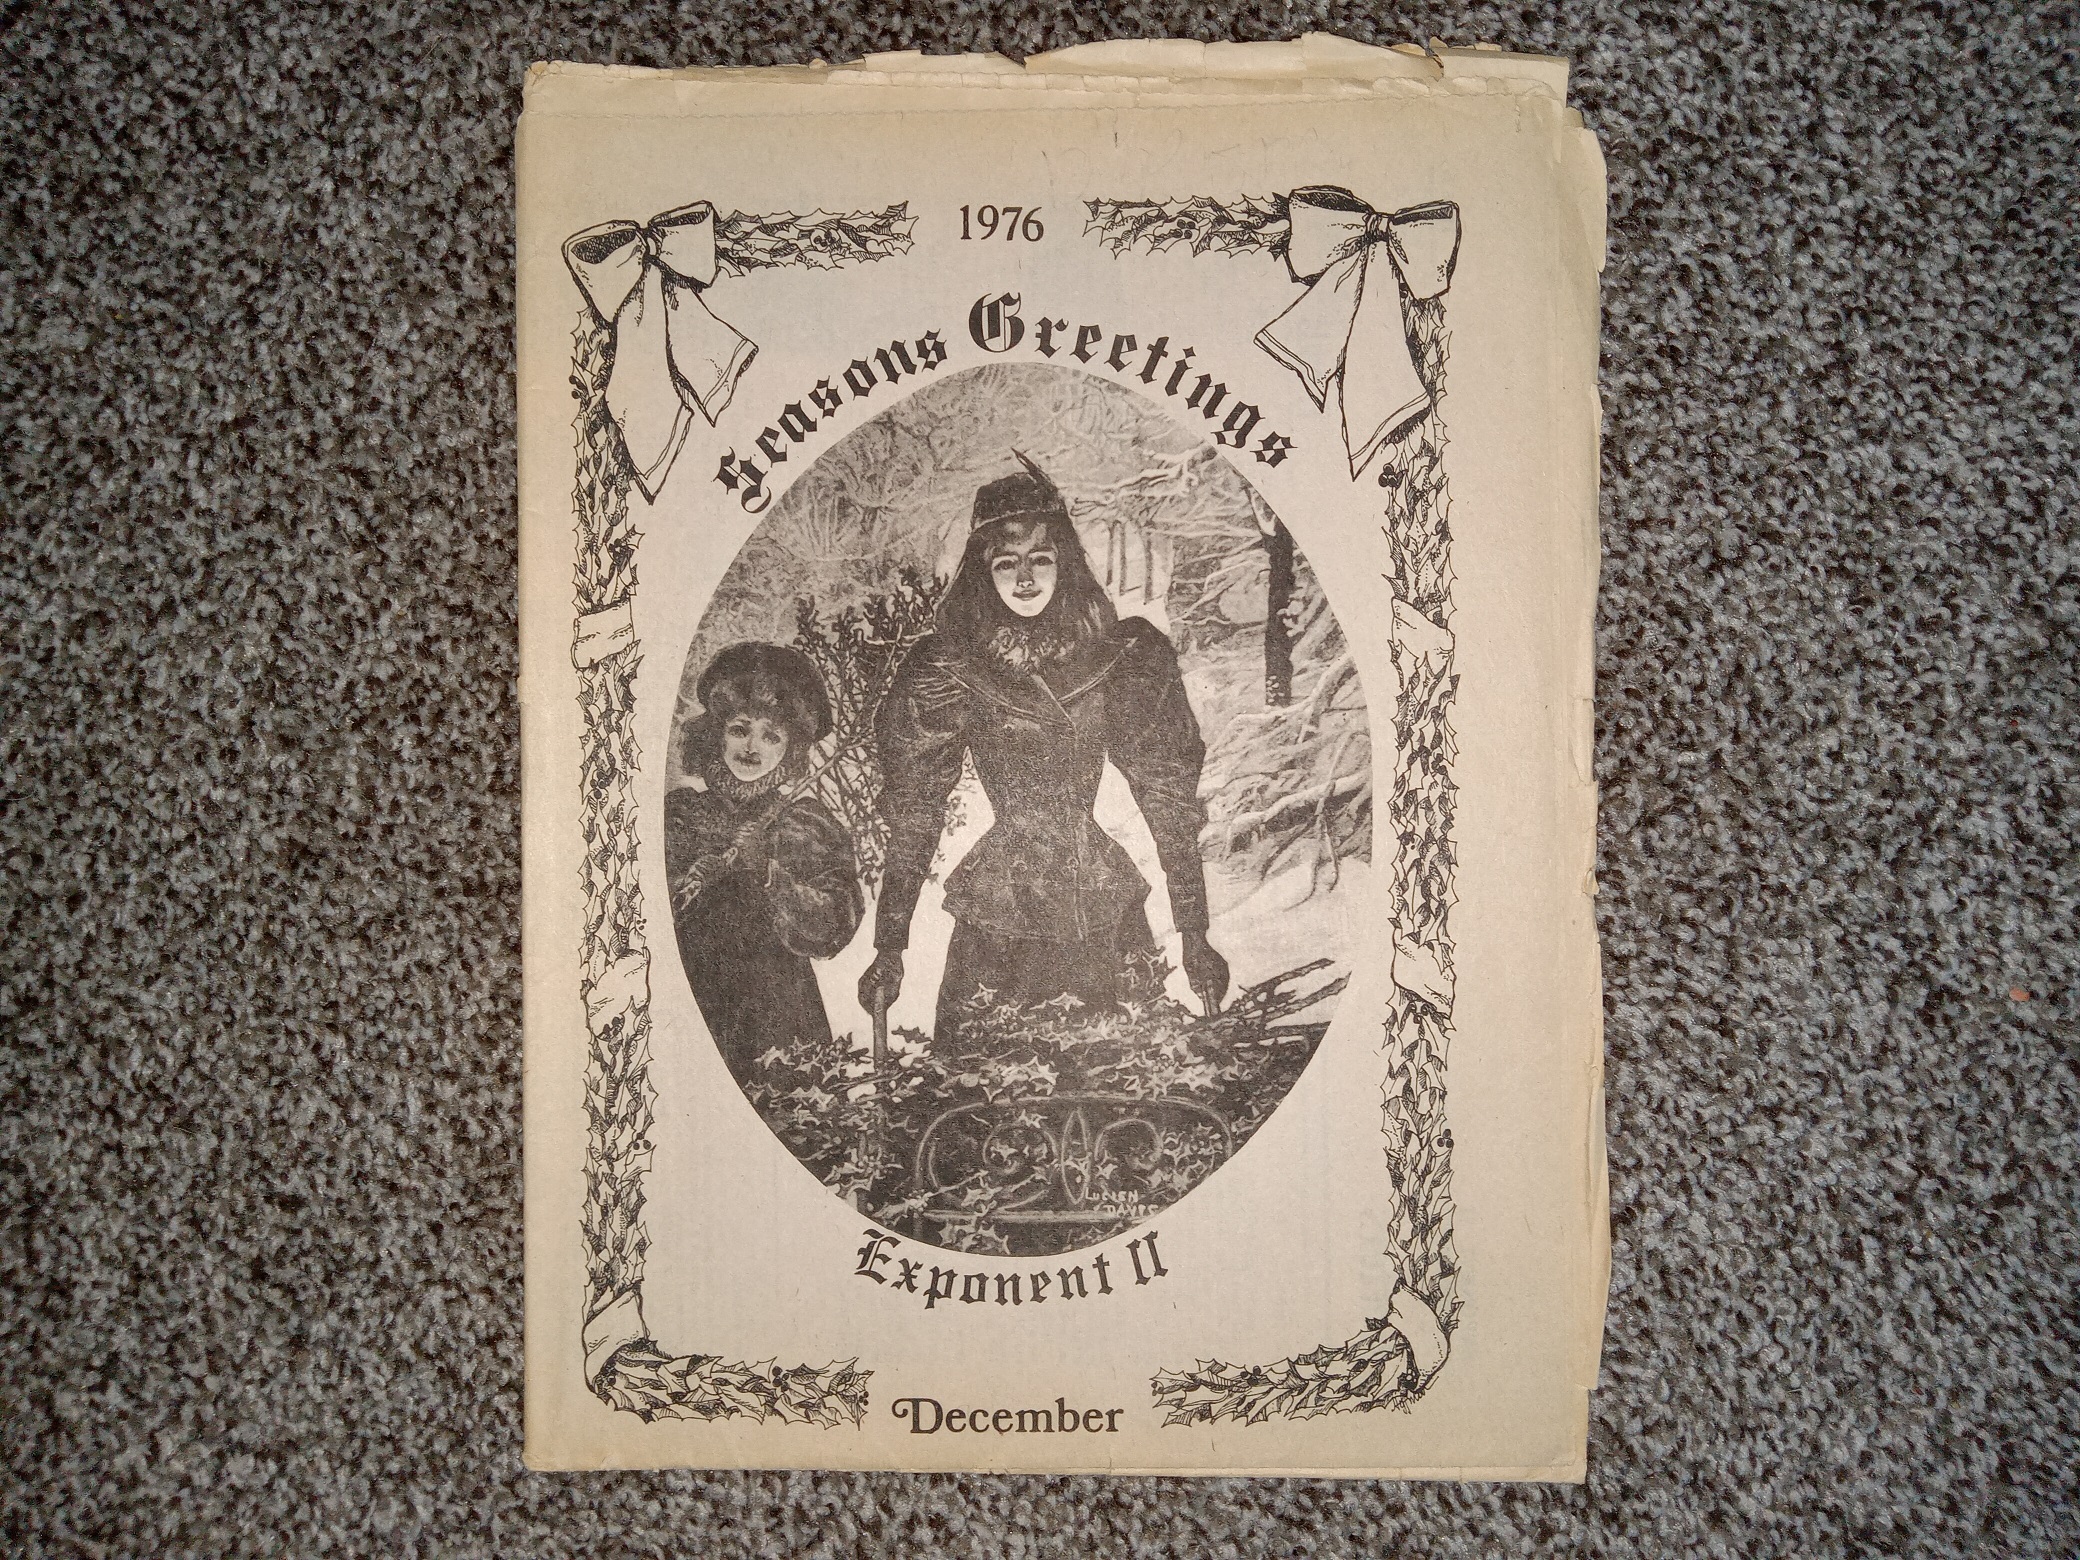 1976
Seasons Greetings
LUCIEN
DAVIS
Exponent II
December